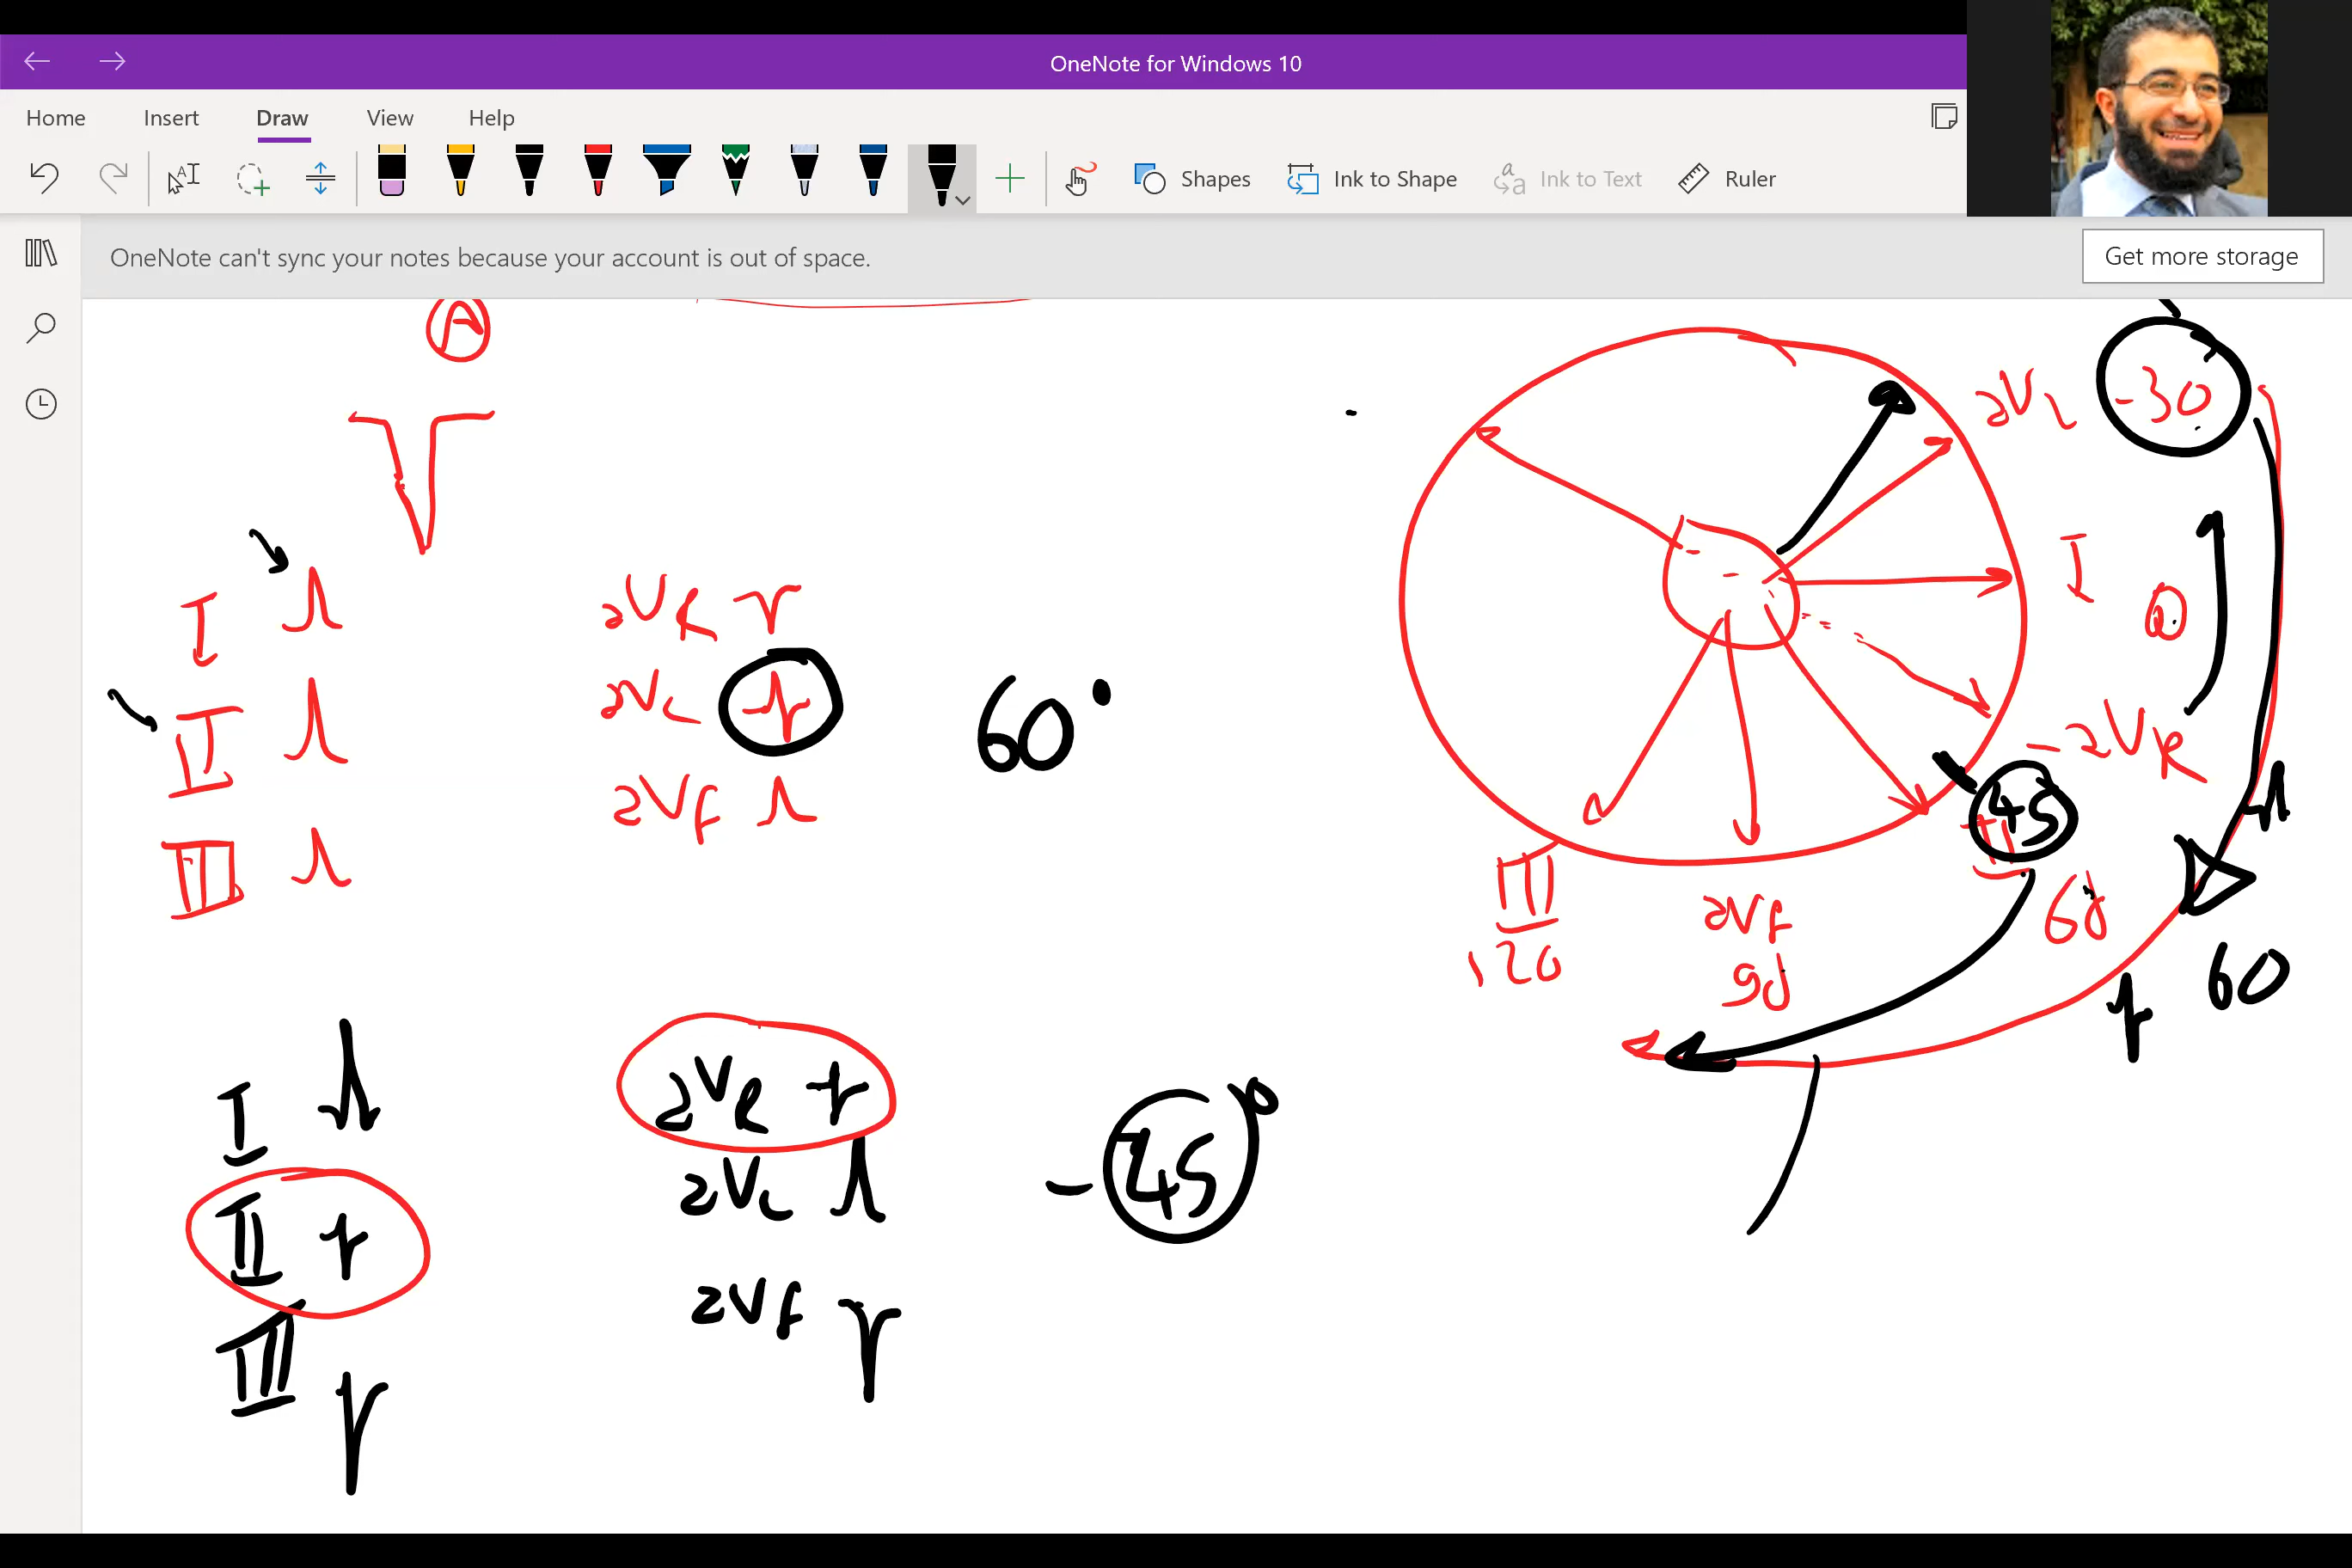 OneNote for Windows 10
Home Insert Draw View Help
Shapes Ink to Shape Ink to Text Ruler
OneNote can't sync your notes because your account is out of space.
Get more storage
A
I
II
III
aVR
aVL
aVF
60°
aVL -30
I 0
-aVR
45
II
60
III
120
aVF
90
60
I
II
III
aVR
aVL
aVF
-45°